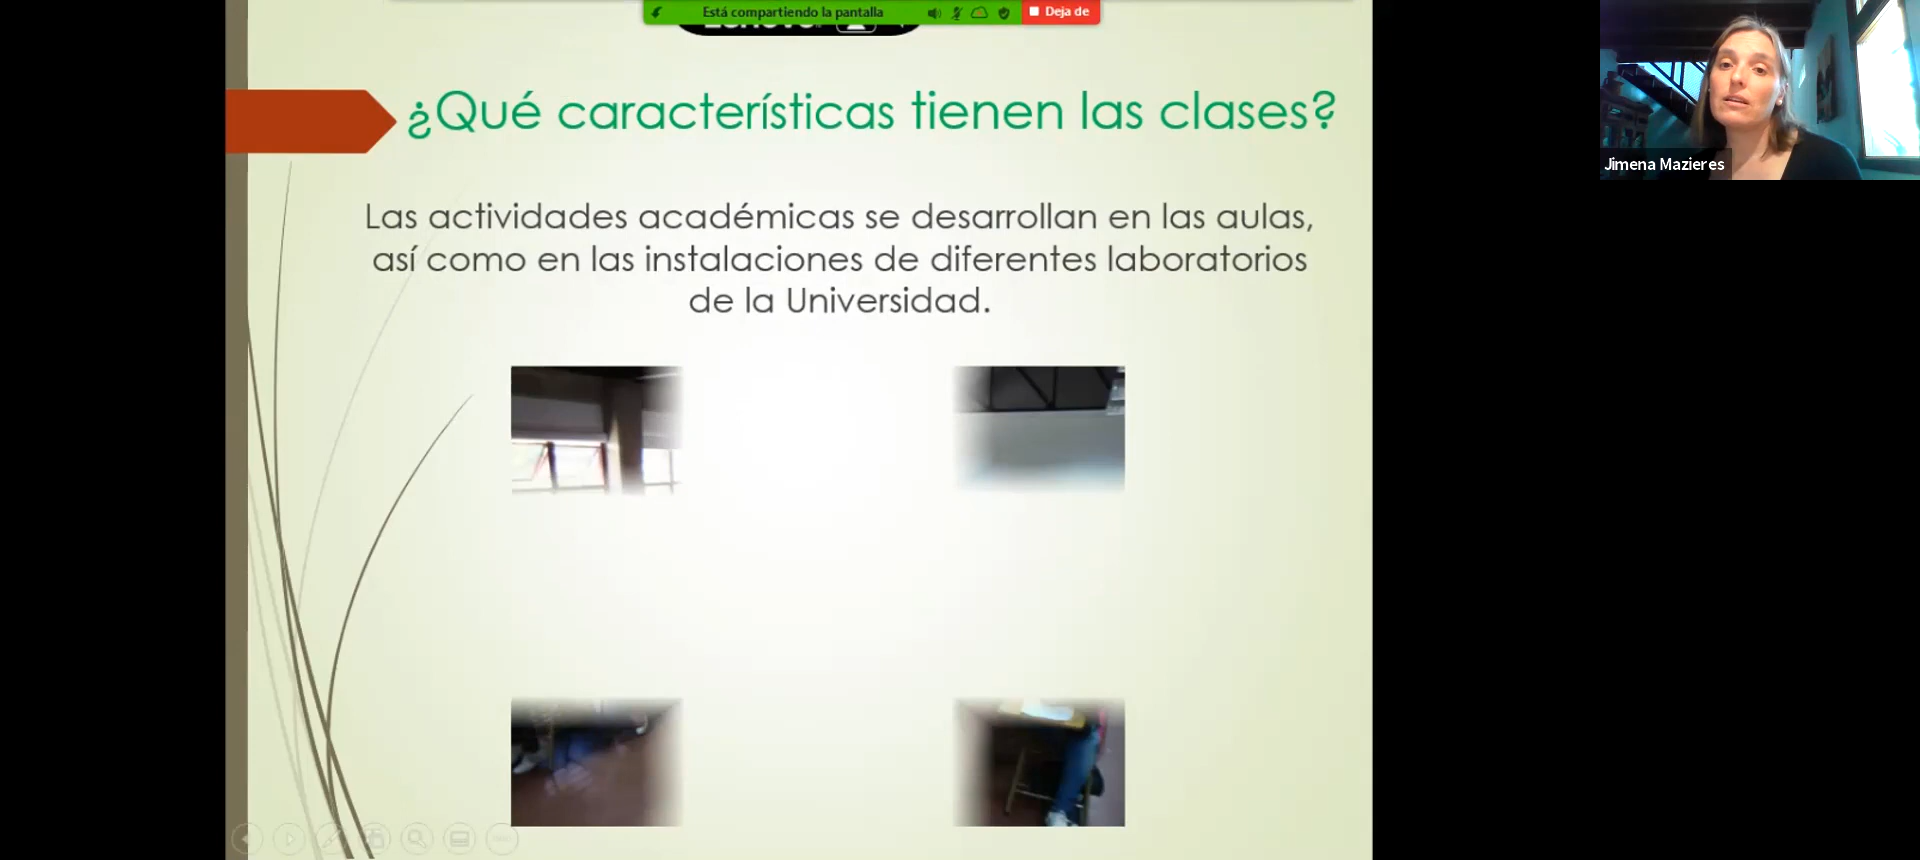 Está compartiendo la pantalla
Deja de
¿Qué características tienen las clases?
Las actividades académicas se desarrollan en las aulas,
así como en las instalaciones de diferentes laboratorios
de la Universidad.
Jimena Mazieres